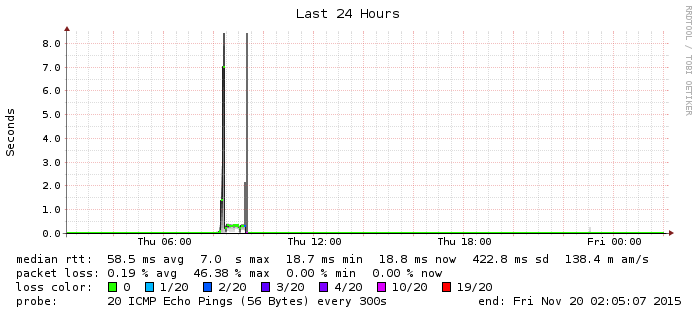 Last 24 Hours
RRDTOOL / TOBI OETIKER
Seconds
8.0
7.0
6.0
5.0
4.0
3.0
2.0
1.0
0.0
Thu 06:00 Thu 12:00 Thu 18:00 Fri 00:00
median rtt: 58.5 ms avg 7.0 s max 18.7 ms min 18.8 ms now 422.8 ms sd 138.4 m am/s
packet loss: 0.19 % avg 46.38 % max 0.00 % min 0.00 % now
loss color: 0 1/20 2/20 3/20 4/20 10/20 19/20
probe: 20 ICMP Echo Pings (56 Bytes) every 300s end: Fri Nov 20 02:05:07 2015